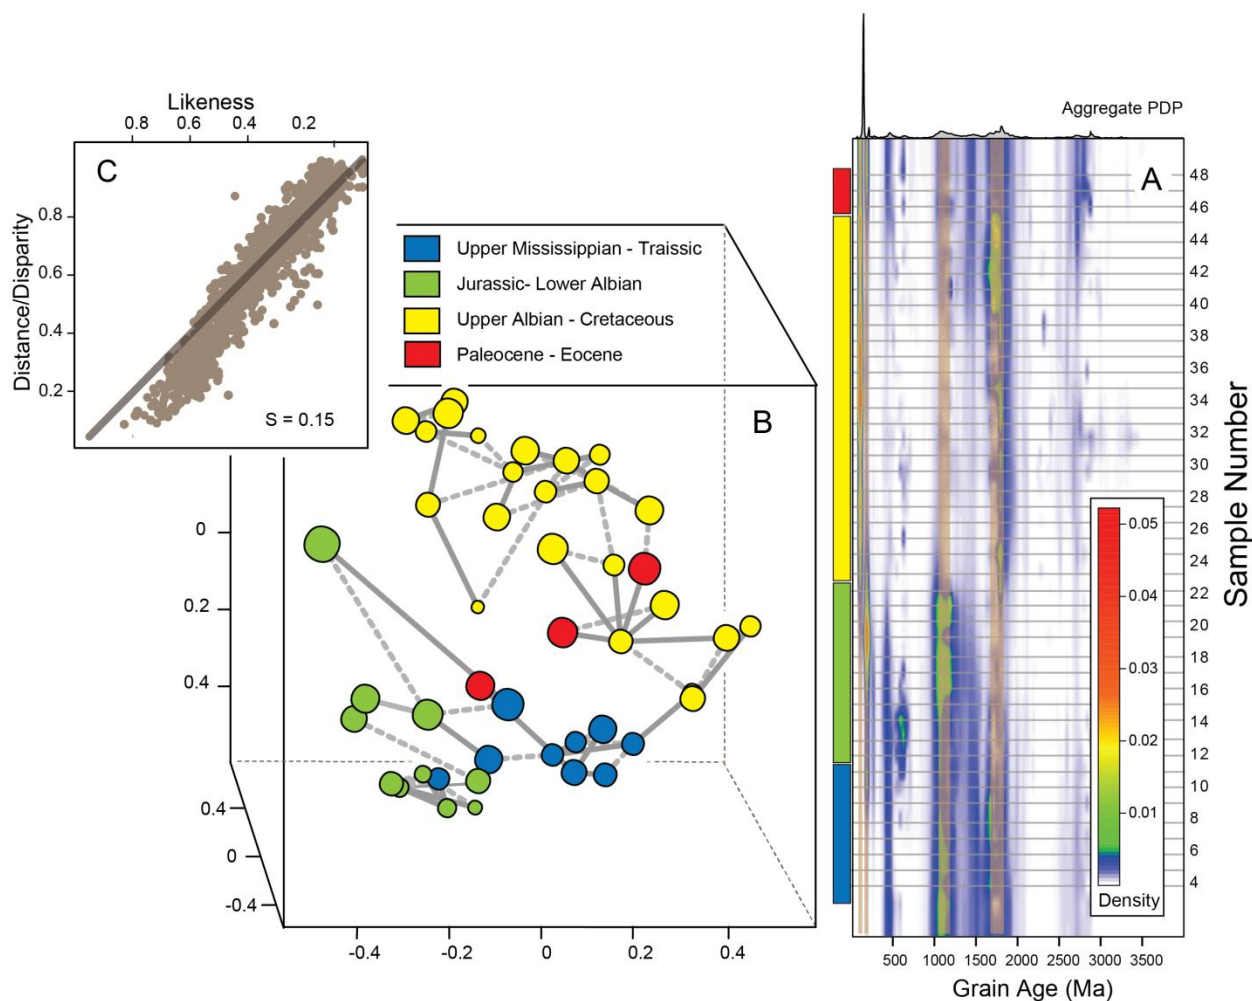 Likeness
0.8 0.6 0.4 0.2
C
Distance/Disparity
0.8
0.6
0.4
0.2
S = 0.15
Upper Mississippian - Traissic
Jurassic- Lower Albian
Upper Albian - Cretaceous
Paleocene - Eocene
B
0
0.2
0.4
0.4
0
-0.4
-0.4 -0.2 0 0.2 0.4
Aggregate PDP
A
48
46
44
42
40
38
36
34
32
30
28
26
24
22
20
18
16
14
12
10
8
6
4
Sample Number
0.05
0.04
0.03
0.02
0.01
Density
500 1000 1500 2000 2500 3000 3500
Grain Age (Ma)